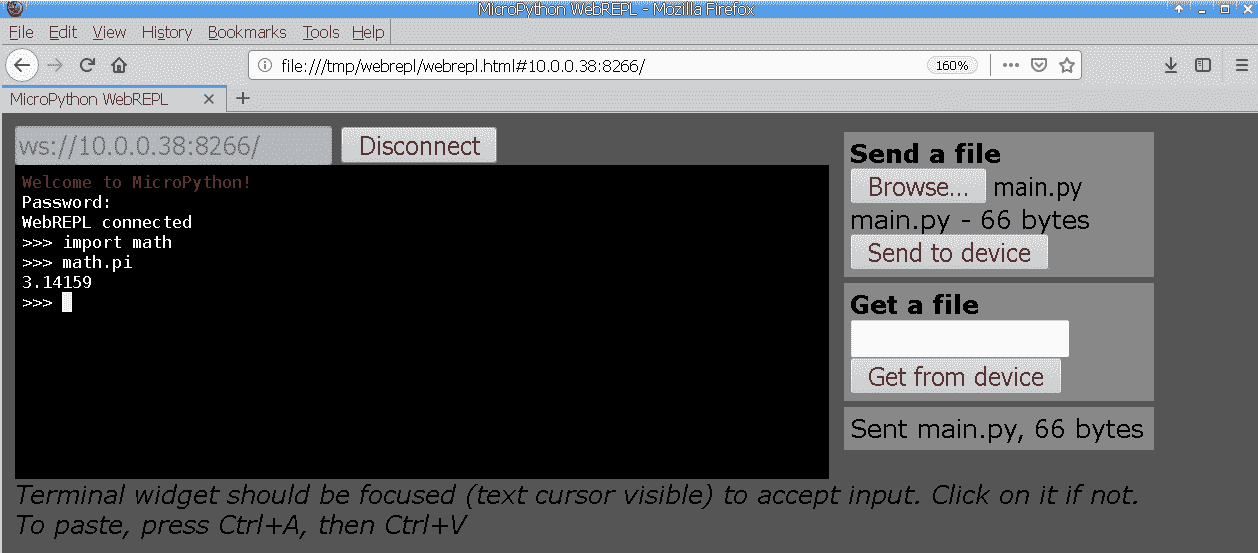 MicroPython WebREPL - Mozilla Firefox
File Edit View History Bookmarks Tools Help
file:///tmp/webrepl/webrepl.html#10.0.0.38:8266/ 160%
MicroPython WebREPL
ws://10.0.0.38:8266/ Disconnect
Welcome to MicroPython!
Password:
WebREPL connected
>>> import math
>>> math.pi
3.14159
>>>
Send a file
Browse... main.py
main.py - 66 bytes
Send to device
Get a file
Get from device
Sent main.py, 66 bytes
Terminal widget should be focused (text cursor visible) to accept input. Click on it if not.
To paste, press Ctrl+A, then Ctrl+V